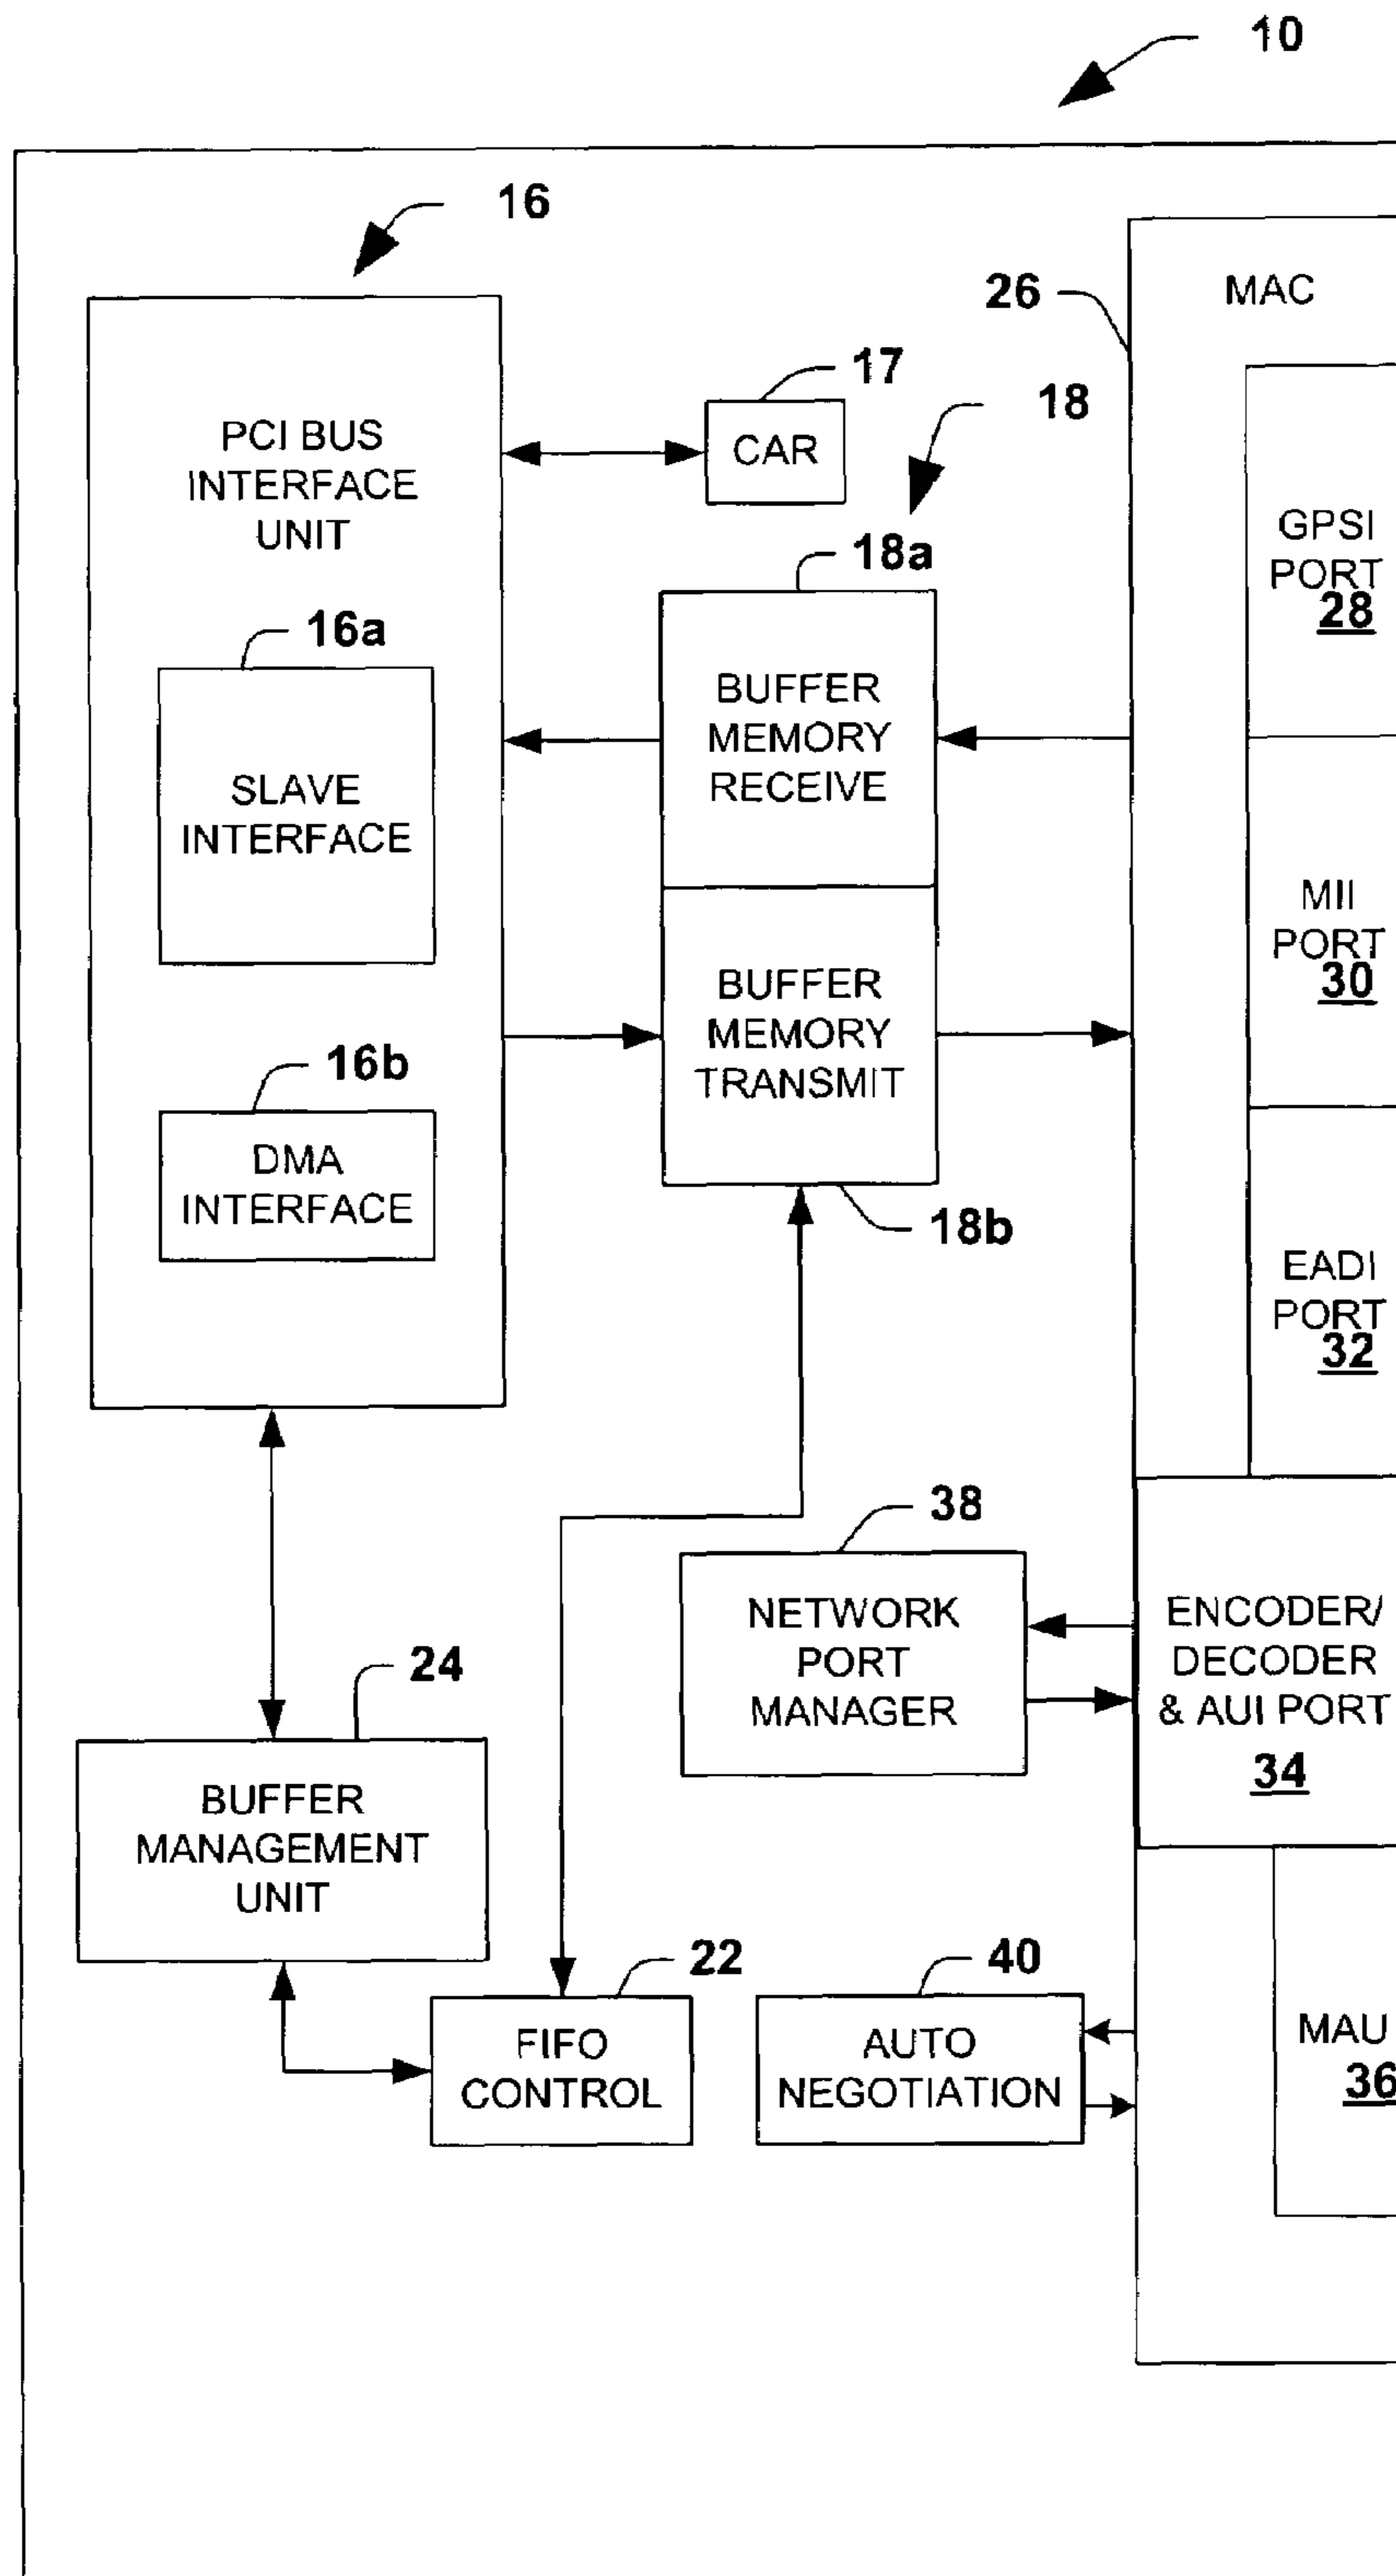 10
16
PCI BUS
INTERFACE
UNIT
16a
SLAVE
INTERFACE
16b
DMA
INTERFACE
17
CAR
18
18a
BUFFER
MEMORY
RECEIVE
BUFFER
MEMORY
TRANSMIT
18b
26
MAC
GPSI
PORT
28
MII
PORT
30
EADI
PORT
32
38
NETWORK
PORT
MANAGER
ENCODER/
DECODER
& AUI PORT
34
24
BUFFER
MANAGEMENT
UNIT
22
FIFO
CONTROL
40
AUTO
NEGOTIATION
MAU
36